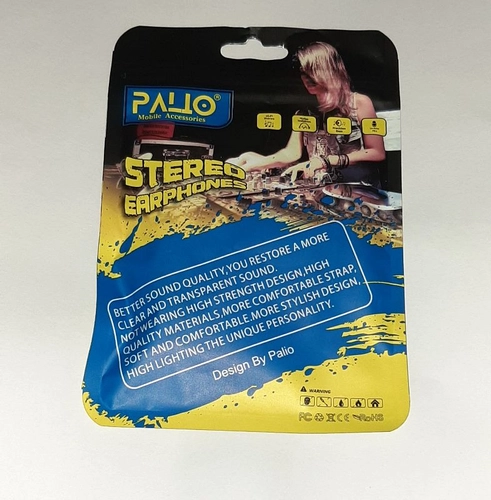 PALIO®
Mobile Accessories
STEREO
EARPHONES
BETTER SOUND QUALITY,YOU RESTORE A MORE
CLEAR AND TRANSPARENT SOUND.
NOT WEARING HIGH STRENGTH DESIGN.HIGH
QUALITY MATERIALS,MORE COMFORTABLE STRAP,
SOFT AND COMFORTABLE.MORE STYLISH DESIGN,
HIGH LIGHTING THE UNIQUE PERSONALITY.
Design By Palio
WARNING
RoHS